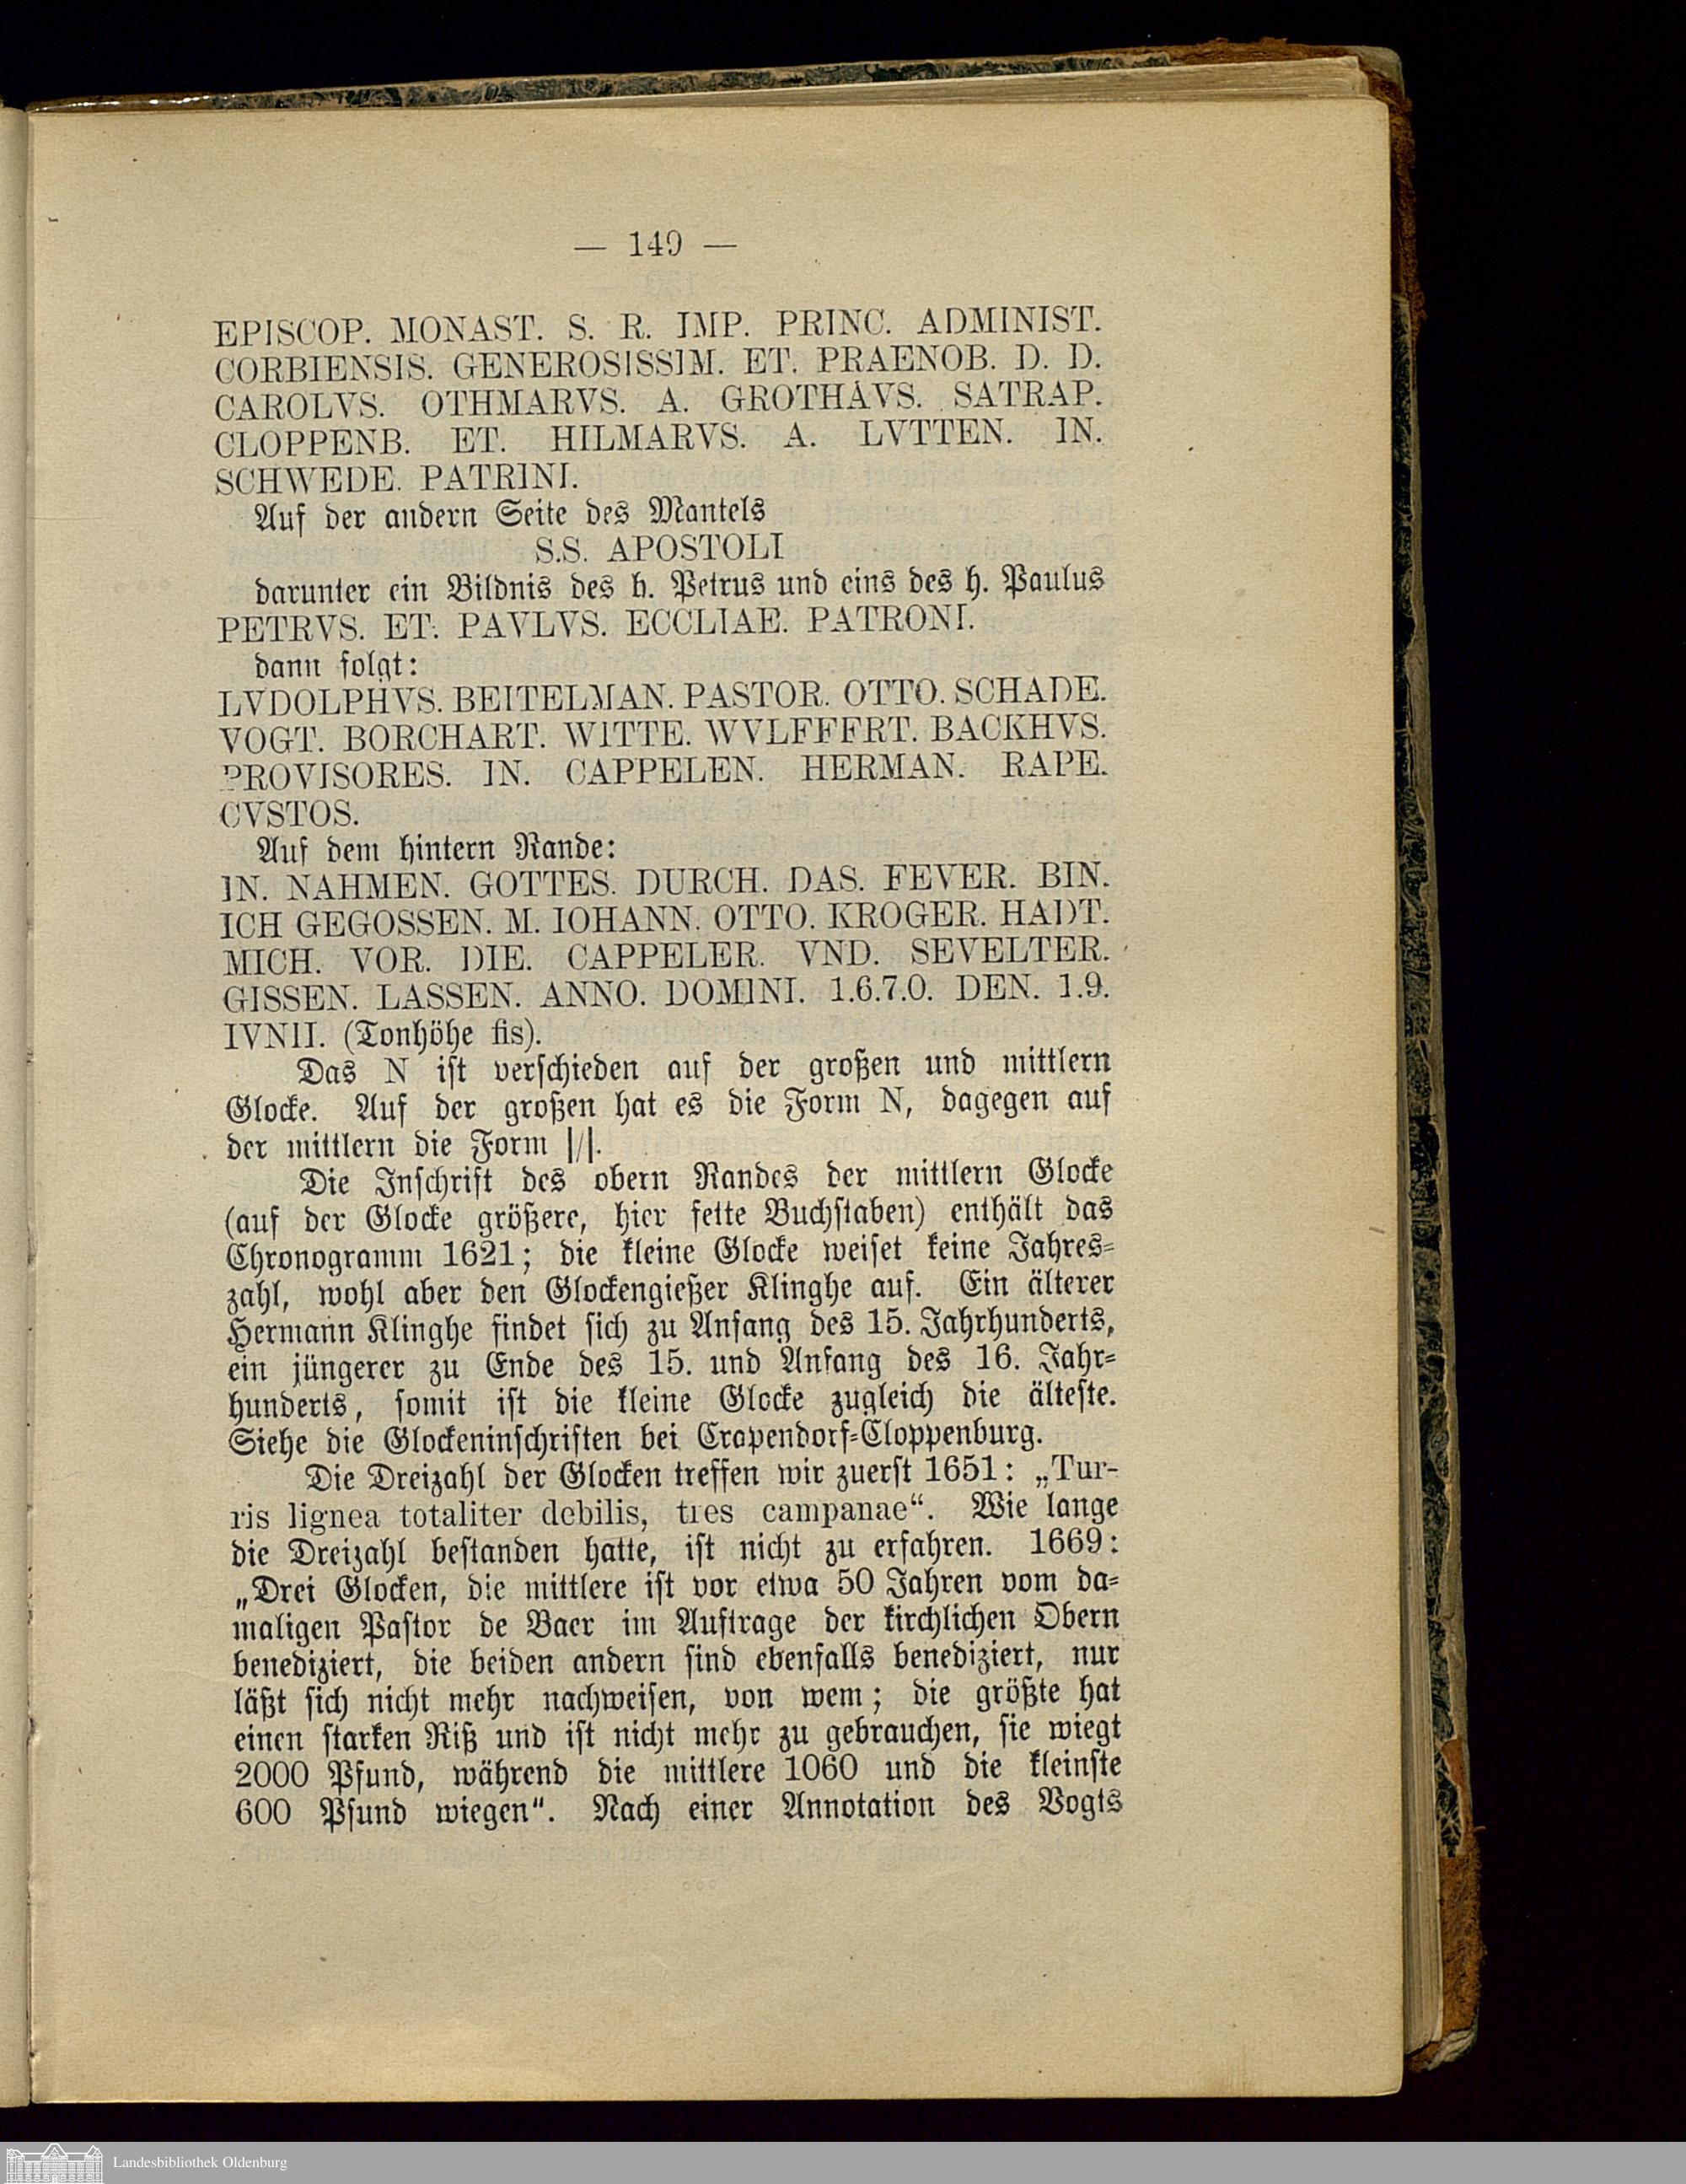 — 149 —
EPISCOP. MONAST. S. R. IMP. PRINC. ADMINIST.
CORBIENSIS. GENEROSISSIM. ET. PRAENOB. D. D.
CAROLVS. OTHMARVS. A. GROTHAVS. SATRAP.
CLOPPENB. ET. HILMARVS. A. LVTTEN. IN.
SCHWEDE. PATRINI.
Auf der andern Seite des Mantels
S.S. APOSTOLI
darunter ein Bildnis des h. Petrus und eins des h. Paulus
PETRVS. ET. PAVLVS. ECCLIAE. PATRONI.
dann folgt:
LVDOLPHVS. BEITELMAN. PASTOR. OTTO. SCHADE.
VOGT. BORCHART. WITTE. WVLFFFRT. BACKHVS.
PROVISORES. IN. CAPPELEN. HERMAN. RAPE.
CVSTOS.
Auf dem hintern Rande:
IN. NAHMEN. GOTTES. DURCH. DAS. FEVER. BIN.
ICH GEGOSSEN. M. IOHANN. OTTO. KROGER. HADT.
MICH. VOR. DIE. CAPPELER. VND. SEVELTER.
GISSEN. LASSEN. ANNO. DOMINI. 1.6.7.0. DEN. 1.9.
IVNII. (Tonhöhe fis).
Das N ist verschieden auf der großen und mittlern
Glocke. Auf der großen hat es die Form N, dagegen auf
der mittlern die Form |/|.
Die Inschrift des obern Randes der mittlern Glocke
(auf der Glocke größere, hier fette Buchstaben) enthält das
Chronogramm 1621; die kleine Glocke weiset keine Jahres-
zahl, wohl aber den Glockengießer Klinghe auf. Ein älterer
Hermann Klinghe findet sich zu Anfang des 15. Jahrhunderts,
ein jüngerer zu Ende des 15. und Anfang des 16. Jahr-
hunderts, somit ist die kleine Glocke zugleich die älteste.
Siehe die Glockeninschriften bei Crapendorf-Cloppenburg.
Die Dreizahl der Glocken treffen wir zuerst 1651: „Tur-
ris lignea totaliter debilis, tres campanae“. Wie lange
die Dreizahl bestanden hatte, ist nicht zu erfahren. 1669:
„Drei Glocken, die mittlere ist vor etwa 50 Jahren vom da-
maligen Pastor de Baer im Auftrage der kirchlichen Obern
benediziert, die beiden andern sind ebenfalls benediziert, nur
läßt sich nicht mehr nachweisen, von wem; die größte hat
einen starken Riß und ist nicht mehr zu gebrauchen, sie wiegt
2000 Pfund, während die mittlere 1060 und die kleinste
600 Pfund wiegen“. Nach einer Annotation des Vogts
Landesbibliothek Oldenburg